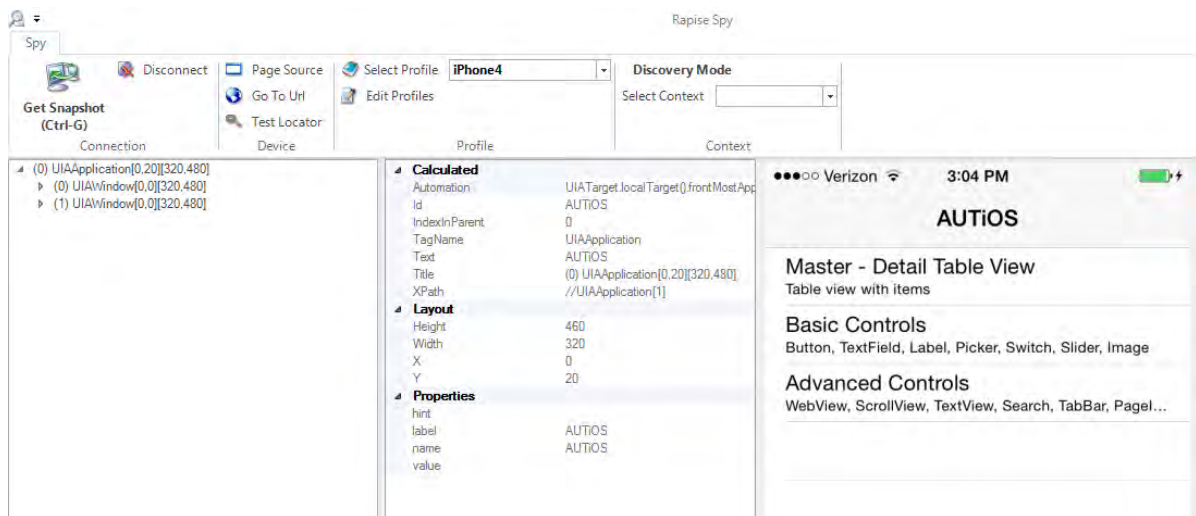 Rapise Spy
Spy
Get Snapshot
(Ctrl-G)
Disconnect
Connection
Page Source
Go To Url
Test Locator
Device
Select Profile iPhone4
Edit Profiles
Profile
Discovery Mode
Select Context
Context
(0) UIAApplication[0,20][320,480]
(0) UIAWindow[0,0][320,480]
(1) UIAWindow[0,0][320,480]
Calculated
Automation UIATarget.localTarget().frontMostApp
Id AUTiOS
IndexInParent 0
TagName UIAApplication
Text AUTiOS
Title (0) UIAApplication[0,20][320,480]
XPath //UIAApplication[1]
Layout
Height 460
Width 320
X 0
Y 20
Properties
hint
label AUTiOS
name AUTiOS
value
Verizon 3:04 PM
AUTiOS
Master - Detail Table View
Table view with items
Basic Controls
Button, TextField, Label, Picker, Switch, Slider, Image
Advanced Controls
WebView, ScrollView, TextView, Search, TabBar, PageI...